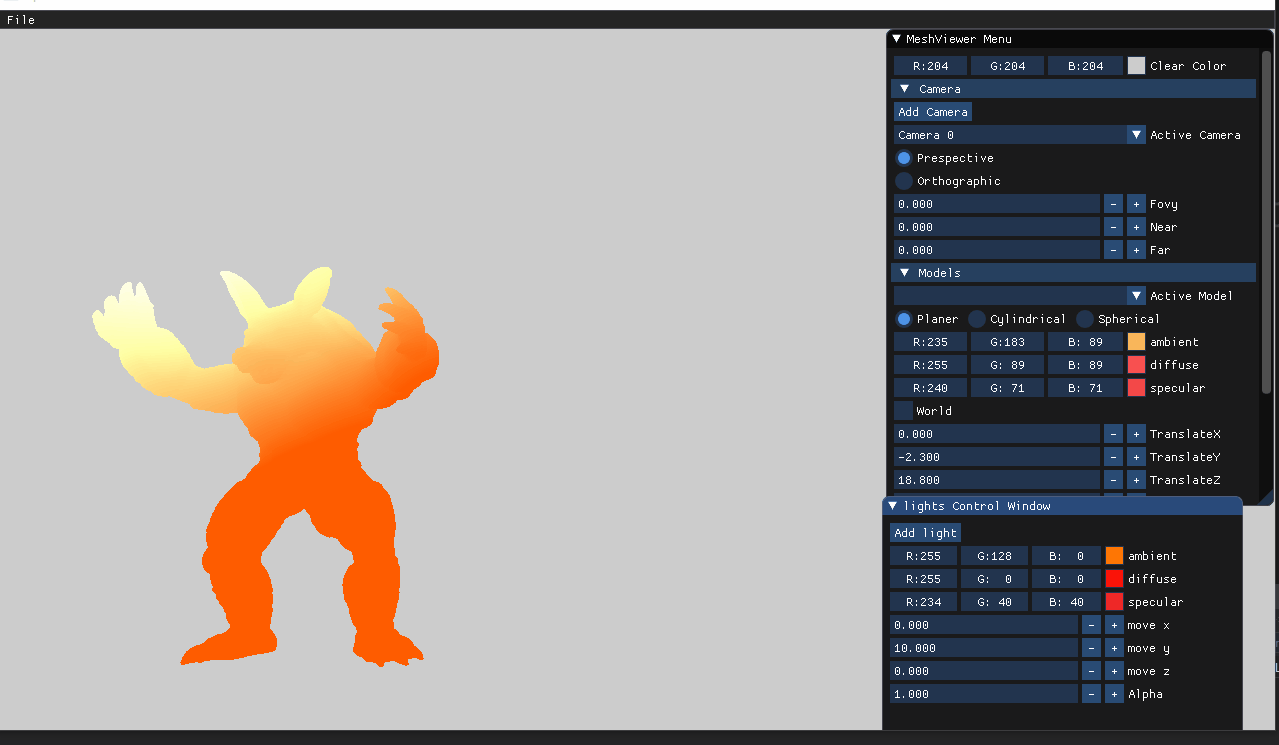 File
MeshViewer Menu
R:204 G:204 B:204 Clear Color
Camera
Add Camera
Camera 0 Active Camera
Prespective
Orthographic
0.000 - + Fovy
0.000 - + Near
0.000 - + Far
Models
Active Model
Planer Cylindrical Spherical
R:235 G:183 B: 89 ambient
R:255 G: 89 B: 89 diffuse
R:240 G: 71 B: 71 specular
World
0.000 - + TranslateX
-2.300 - + TranslateY
18.800 - + TranslateZ
lights Control Window
Add light
R:255 G:128 B: 0 ambient
R:255 G: 0 B: 0 diffuse
R:234 G: 40 B: 40 specular
0.000 - + move x
10.000 - + move y
0.000 - + move z
1.000 - + Alpha